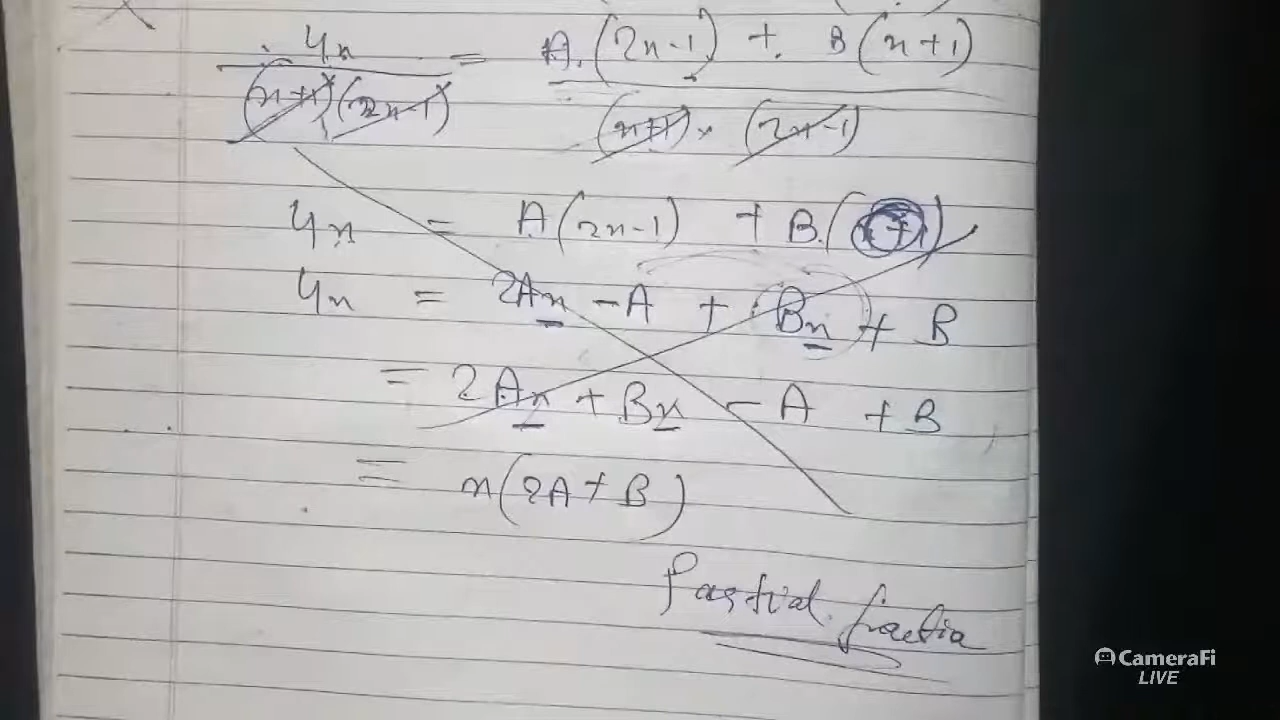 4x = A.(2x-1) + B(x+1)
(x+1)(2x-1) (x+1) × (2x-1)
4x = A(2x-1) + B.(x+1)
4x = 2Ax - A + Bx + B
= 2Ax + Bx - A + B
= x(2A + B)
Partial fractio
CameraFi
LIVE